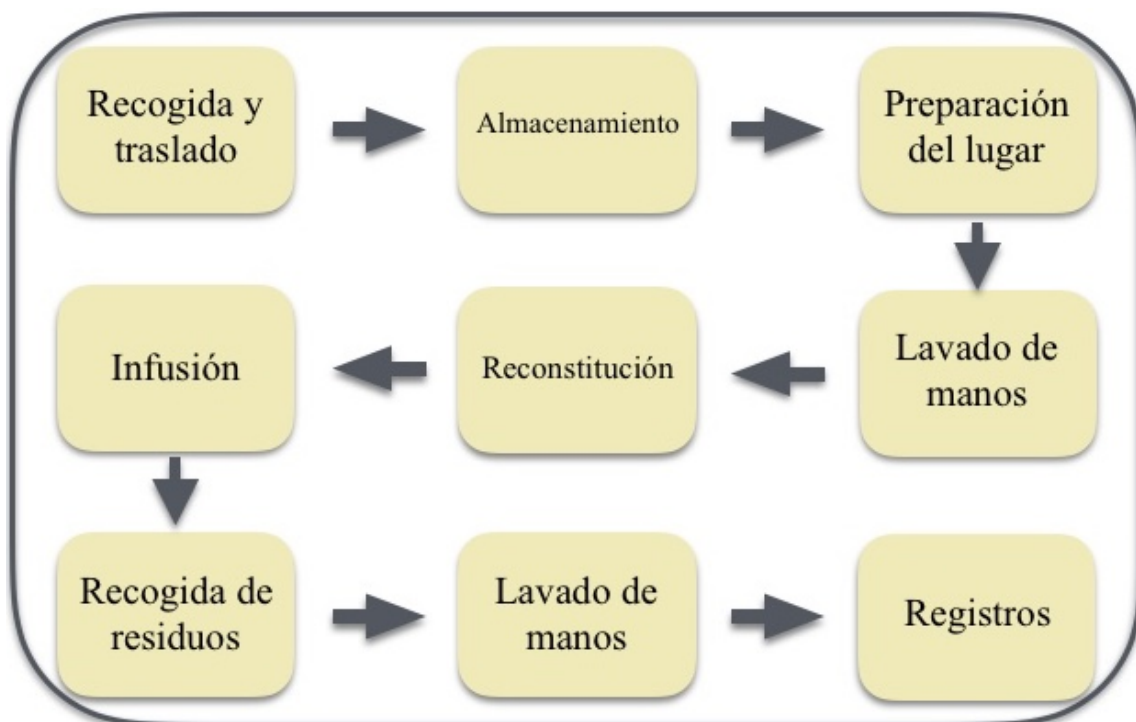 Recogida y
traslado
Almacenamiento
Preparación
del lugar
Lavado de
manos
Reconstitución
Infusión
Recogida de
residuos
Lavado de
manos
Registros